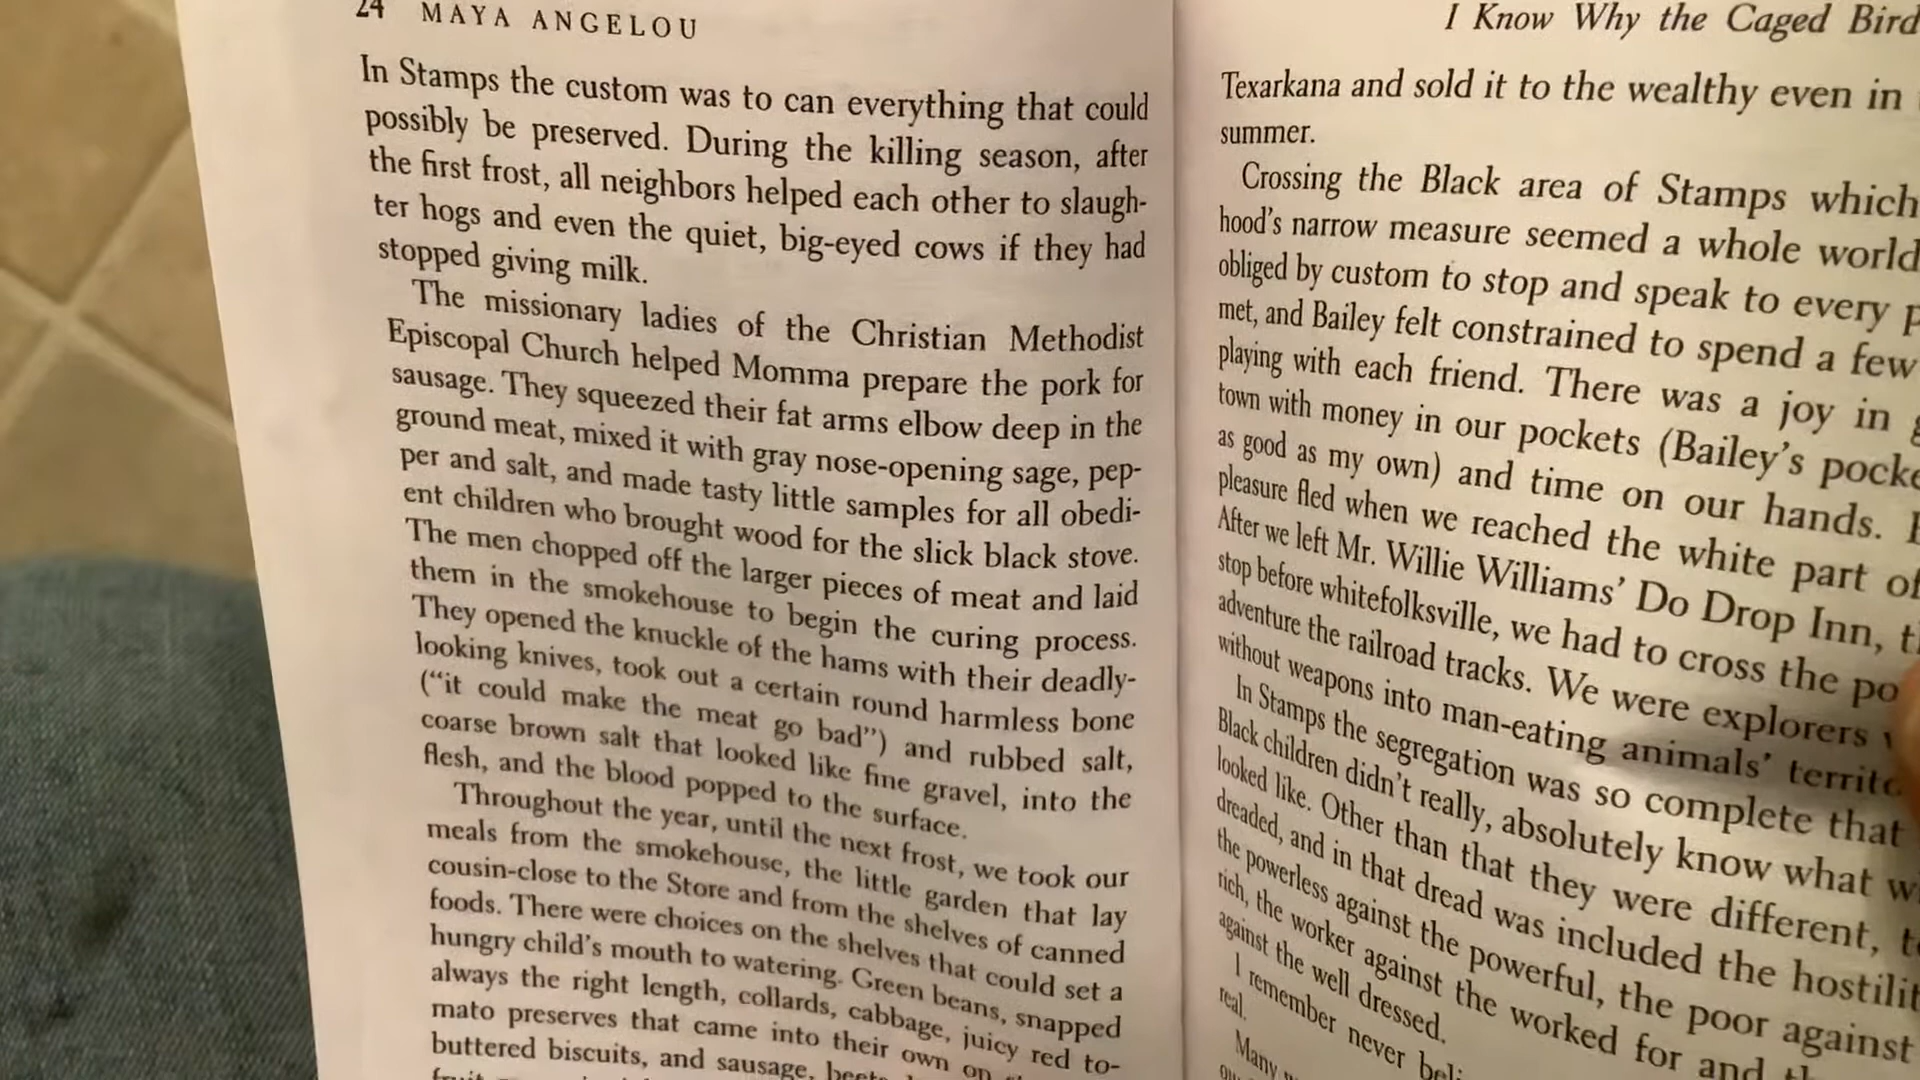 24 MAYA ANGELOU
In Stamps the custom was to can everything that could
possibly be preserved. During the killing season, after
the first frost, all neighbors helped each other to slaugh-
ter hogs and even the quiet, big-eyed cows if they had
stopped giving milk.
The missionary ladies of the Christian Methodist
Episcopal Church helped Momma prepare the pork for
sausage. They squeezed their fat arms elbow deep in the
ground meat, mixed it with gray nose-opening sage, pep-
per and salt, and made tasty little samples for all obedi-
ent children who brought wood for the slick black stove.
The men chopped off the larger pieces of meat and laid
them in the smokehouse to begin the curing process.
They opened the knuckle of the hams with their deadly-
looking knives, took out a certain round harmless bone
("it could make the meat go bad") and rubbed salt,
coarse brown salt that looked like fine gravel, into the
flesh, and the blood popped to the surface.
Throughout the year, until the next frost, we took our
meals from the smokehouse, the little garden that lay
cousin-close to the Store and from the shelves of canned
foods. There were choices on the shelves that could set a
hungry child's mouth to watering. Green beans, snapped
always the right length, collards, cabbage, juicy red to-
mato preserves that came into their own on
buttered biscuits, and sausage, beets
I Know Why the Caged Bird
Texarkana and sold it to the wealthy even in
summer.
Crossing the Black area of Stamps which
hood's narrow measure seemed a whole world
obliged by custom to stop and speak to every
met, and Bailey felt constrained to spend a few
playing with each friend. There was a joy in
town with money in our pockets (Bailey's
as good as my own) and time on our hands.
pleasure fled when we reached the white part of
After we left Mr. Willie Williams' Do Drop Inn,
stop before whitefolksville, we had to cross the
adventure the railroad tracks. We were explorers
without weapons into man-eating animals'
In Stamps the segregation was so complete that
Black children didn't really, absolutely know what
looked like. Other than that they were different,
dreaded, and in that dread was included the
the powerless against the powerful, the poor against
rich, the worker against the worked for and
against the well dressed.
I remember never
real.
Many